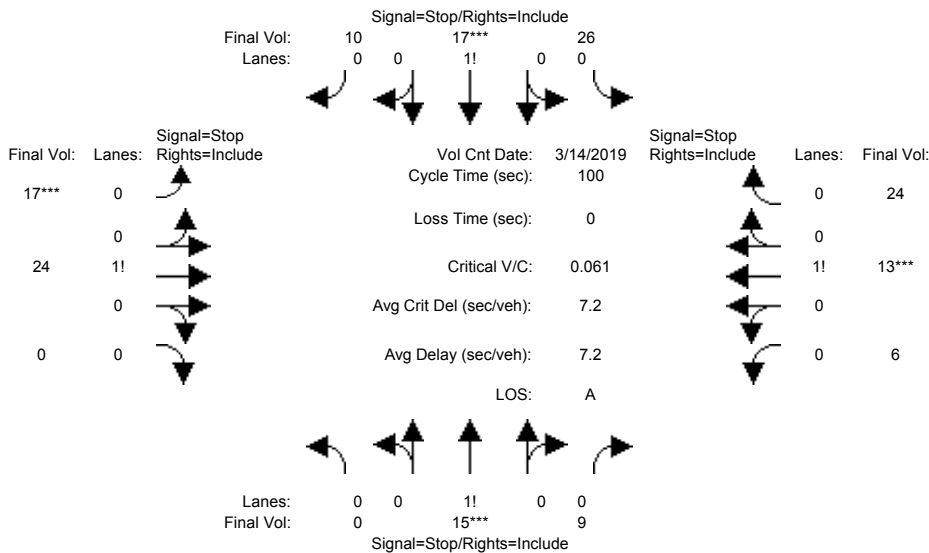 Signal=Stop/Rights=Include
Final Vol: 10 17*** 26
Lanes: 0 0 1! 0 0
Signal=Stop Signal=Stop
Final Vol: Lanes: Rights=Include Vol Cnt Date: 3/14/2019 Rights=Include Lanes: Final Vol:
Cycle Time (sec): 100
17*** 0 0 24
Loss Time (sec): 0
0 0
24 1! Critical V/C: 0.061 1! 13***
0 Avg Crit Del (sec/veh): 7.2 0
0 0 Avg Delay (sec/veh): 7.2 0 6
LOS: A
Lanes: 0 0 1! 0 0
Final Vol: 0 15*** 9
Signal=Stop/Rights=Include